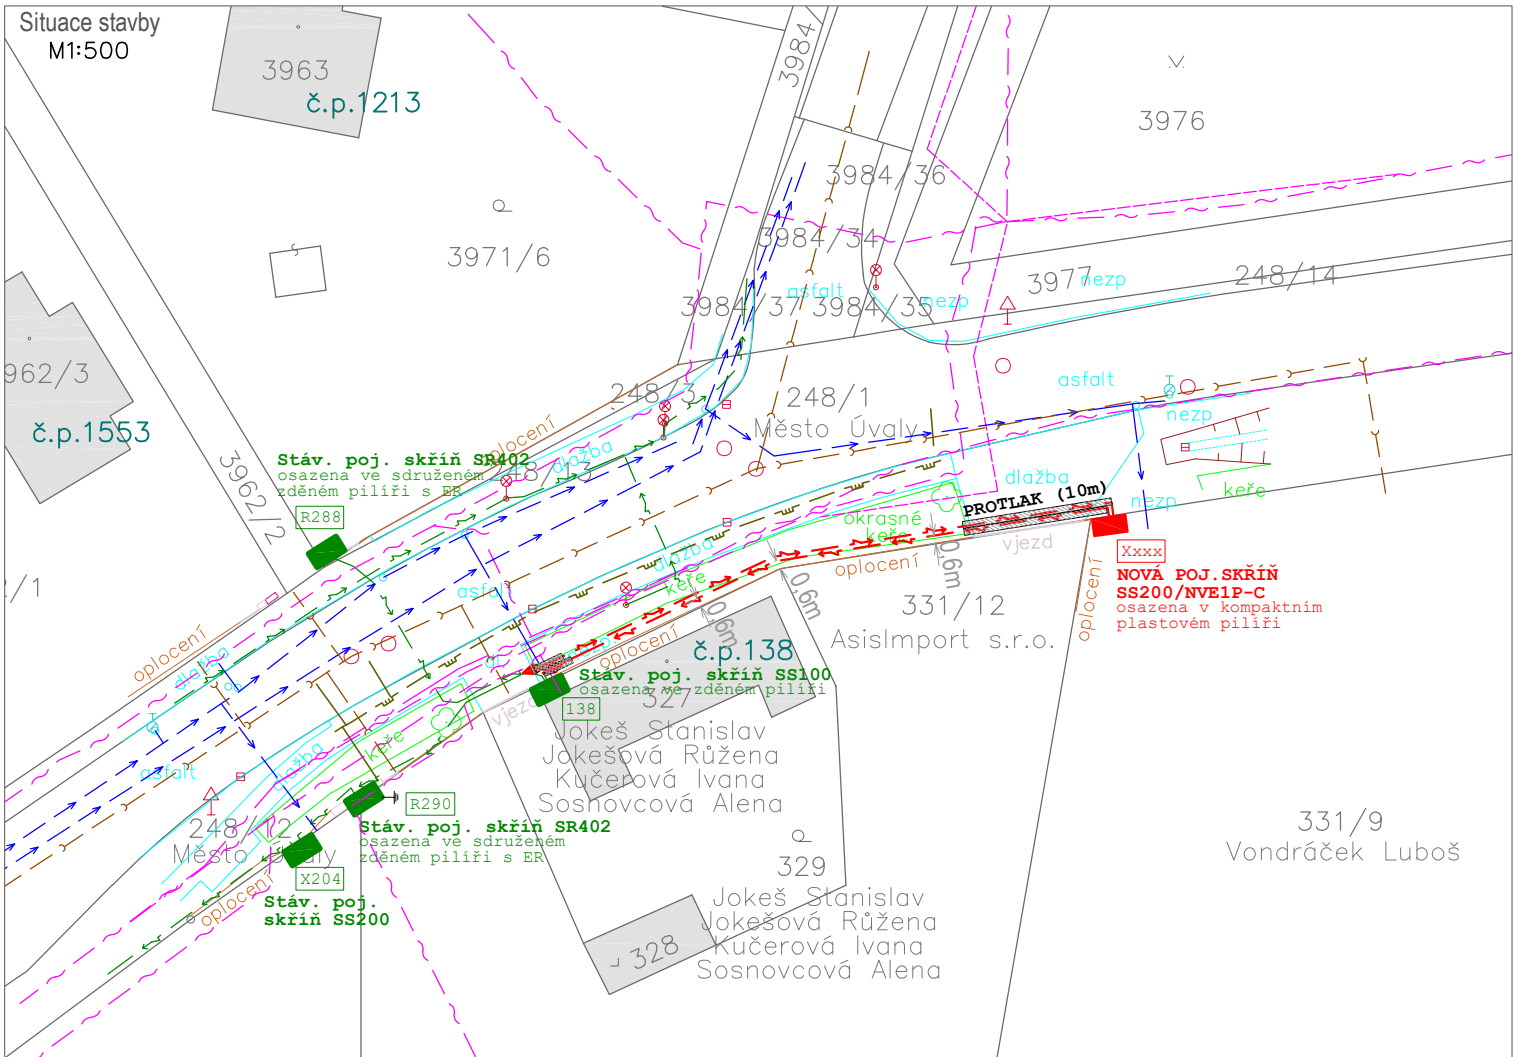 Situace stavby
M1:500
3963
č.p.1213
3984/
3976
3984/36
3971/6
3984/34
3977
nezp
248/14
asfalt
3984/37
3984/35
nezp
962/3
č.p.1553
248/3
248/1
Město Úvaly
asfalt
nezp
oplocení
dlažba
Stáv. poj. skříň SR402
osazena ve sdruženém
zděném pilíři s ER
R288
3962/2
dlažba
keře
nezp
PROTLAK (10m)
okrasné
keře
vjezd
Xxxx
NOVÁ POJ.SKŘÍŇ
SS200/NVE1P-C
osazena v kompaktním
plastovém pilíři
dlažba
keře
oplocení
0,6m
0,6m
0,6m
oplocení
331/12
AsisImport s.r.o.
asfalt
2/1
oplocení
dlažba
oplocení
č.p.138
Stáv. poj. skříň SS100
osazena ve zděném pilíři
138
vjezd
327
Jokeš Stanislav
Jokešová Růžena
Kučerová Ivana
Sosnovcová Alena
asfalt
dlažba
keře
R290
Stáv. poj. skříň SR402
osazena ve sdruženém
zděném pilíři s ER
248/12
Město Úvaly
X204
Stáv. poj.
skříň SS200
oplocení
331/9
Vondráček Luboš
329
Jokeš Stanislav
Jokešová Růžena
Kučerová Ivana
Sosnovcová Alena
328